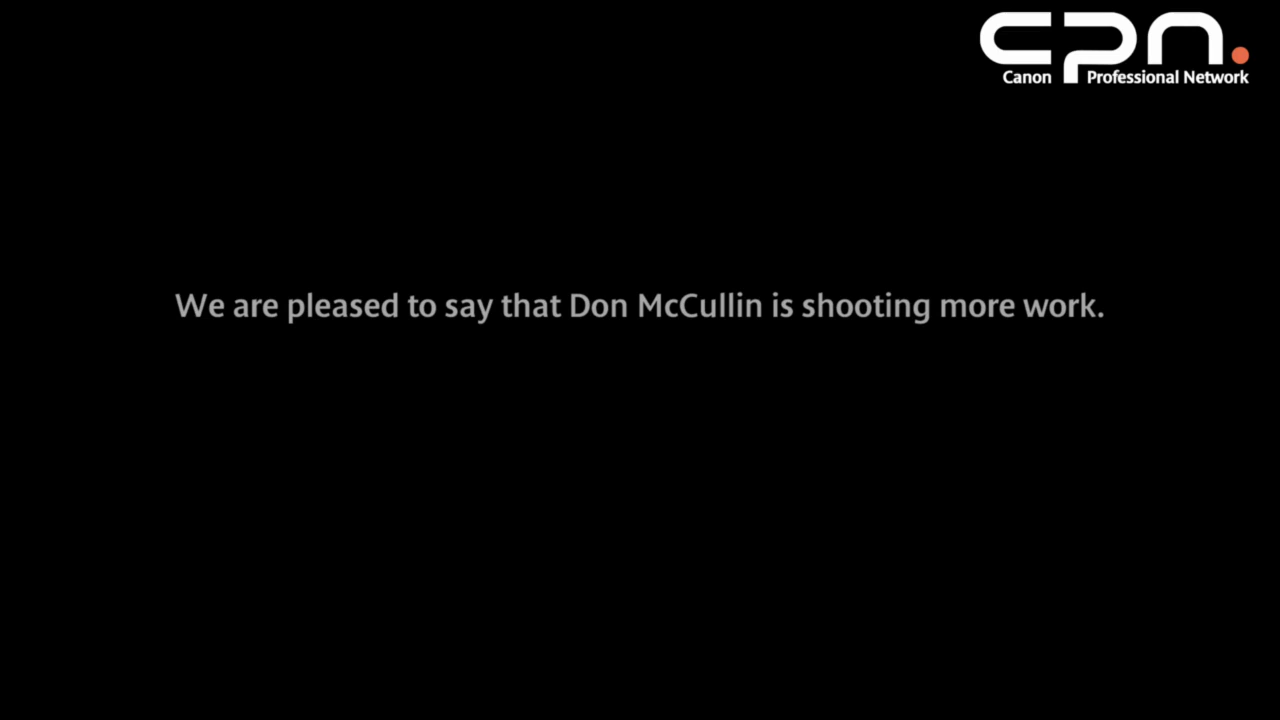 cpn.
Canon Professional Network
We are pleased to say that Don McCullin is shooting more work.